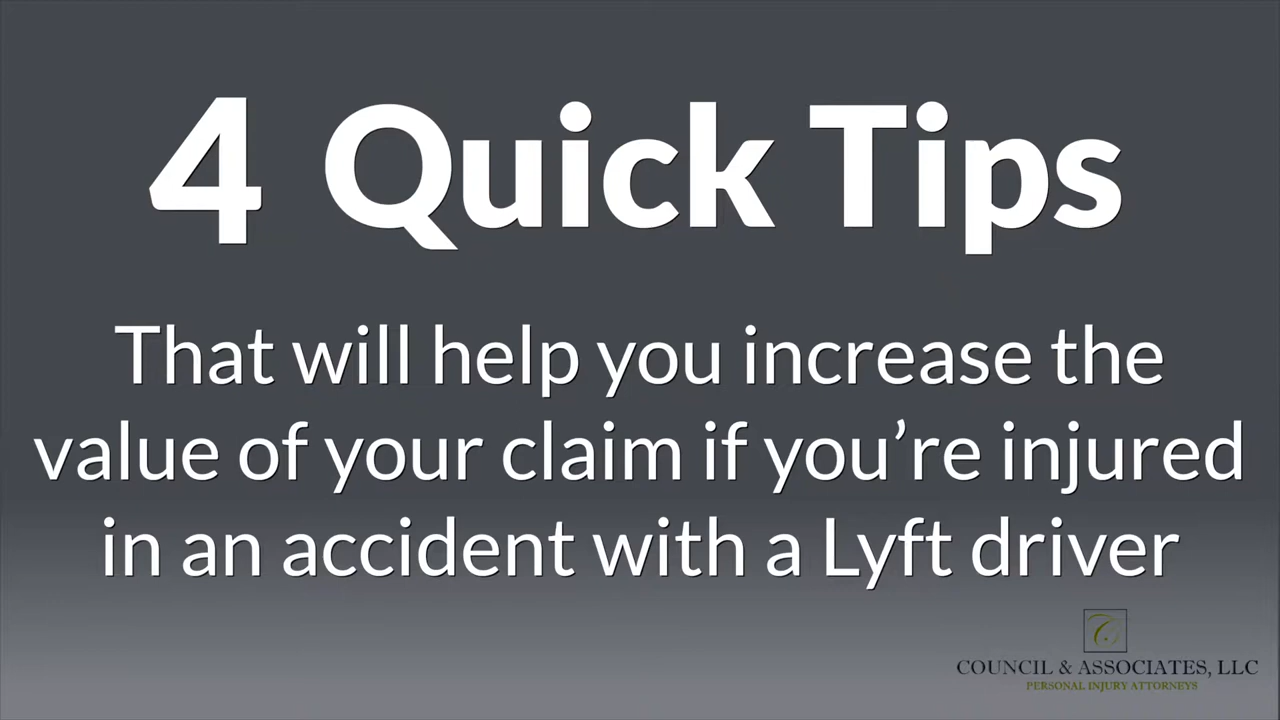 4 Quick Tips
That will help you increase the
value of your claim if you’re injured
in an accident with a Lyft driver
C
COUNCIL & ASSOCIATES, LLC
PERSONAL INJURY ATTORNEYS